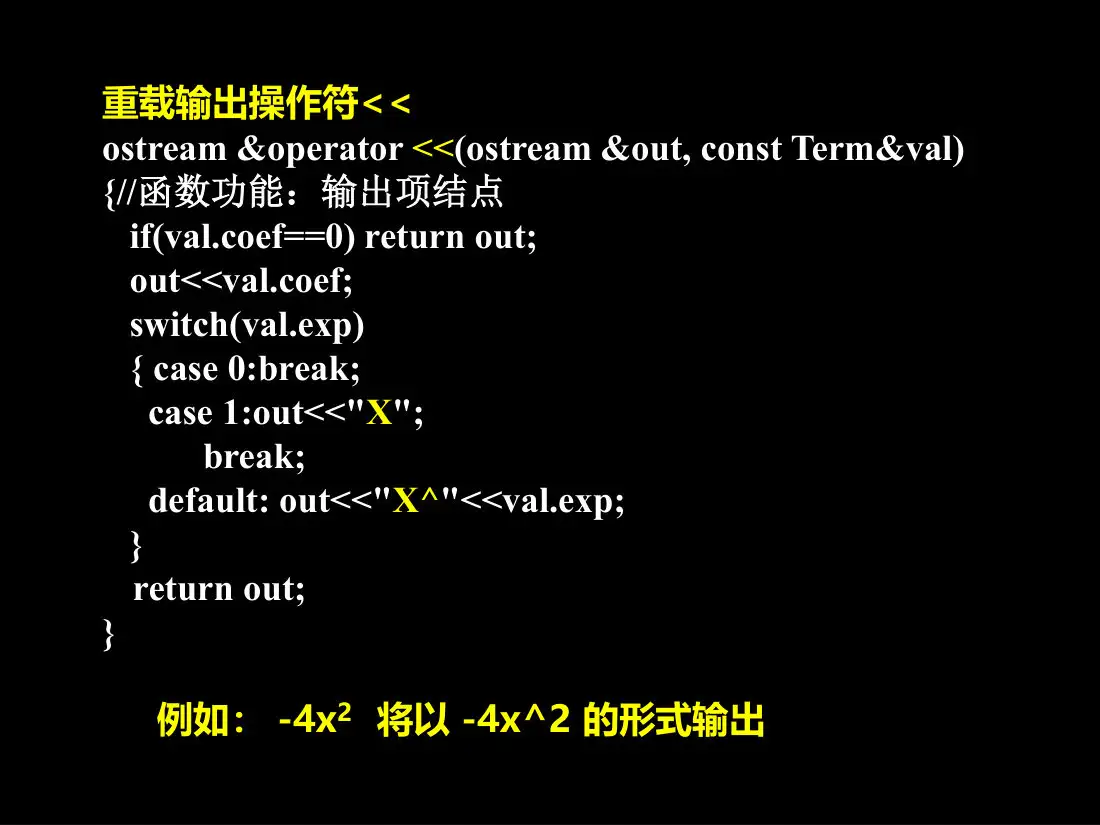 重载输出操作符<<
ostream &operator <<(ostream &out, const Term&val)
{//函数功能：输出项结点
if(val.coef==0) return out;
out<<val.coef;
switch(val.exp)
{ case 0:break;
case 1:out<<"X";
break;
default: out<<"X^"<<val.exp;
}
return out;
}
例如： -4x² 将以 -4x^2 的形式输出